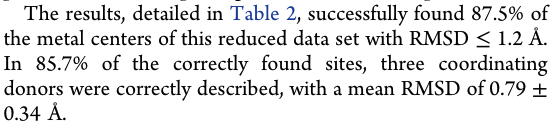 The results, detailed in Table 2, successfully found 87.5% of
the metal centers of this reduced data set with RMSD ≤ 1.2 Å.
In 85.7% of the correctly found sites, three coordinating
donors were correctly described, with a mean RMSD of 0.79 ±
0.34 Å.